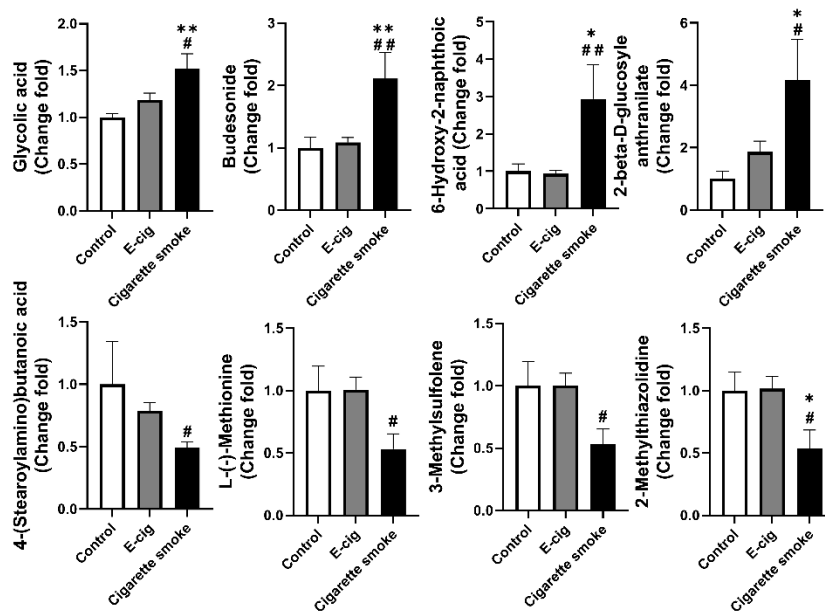 Glycolic acid
(Change fold)
2.0
1.5
1.0
0.5
0.0
**
#
Control
E-cig
Cigarette smoke
Budesonide
(Change fold)
3
2
1
0
**
##
Control
E-cig
Cigarette smoke
6-Hydroxy-2-naphthoic
acid (Change fold)
5
4
3
2
1
0
*
##
Control
E-cig
Cigarette smoke
2-beta-D-glucosyle
anthranilate
(Change fold)
6
4
2
0
*
#
Control
E-cig
Cigarette smoke
4-(Stearoylamino)butanoic acid
(Change fold)
1.5
1.0
0.5
0.0
#
Control
E-cig
Cigarette smoke
L-(-)-Methionine
(Change fold)
1.5
1.0
0.5
0.0
#
Control
E-cig
Cigarette smoke
3-Methylsulfolene
(Change fold)
1.5
1.0
0.5
0.0
#
Control
E-cig
Cigarette smoke
2-Methylthiazolidine
(Change fold)
1.5
1.0
0.5
0.0
*
#
Control
E-cig
Cigarette smoke